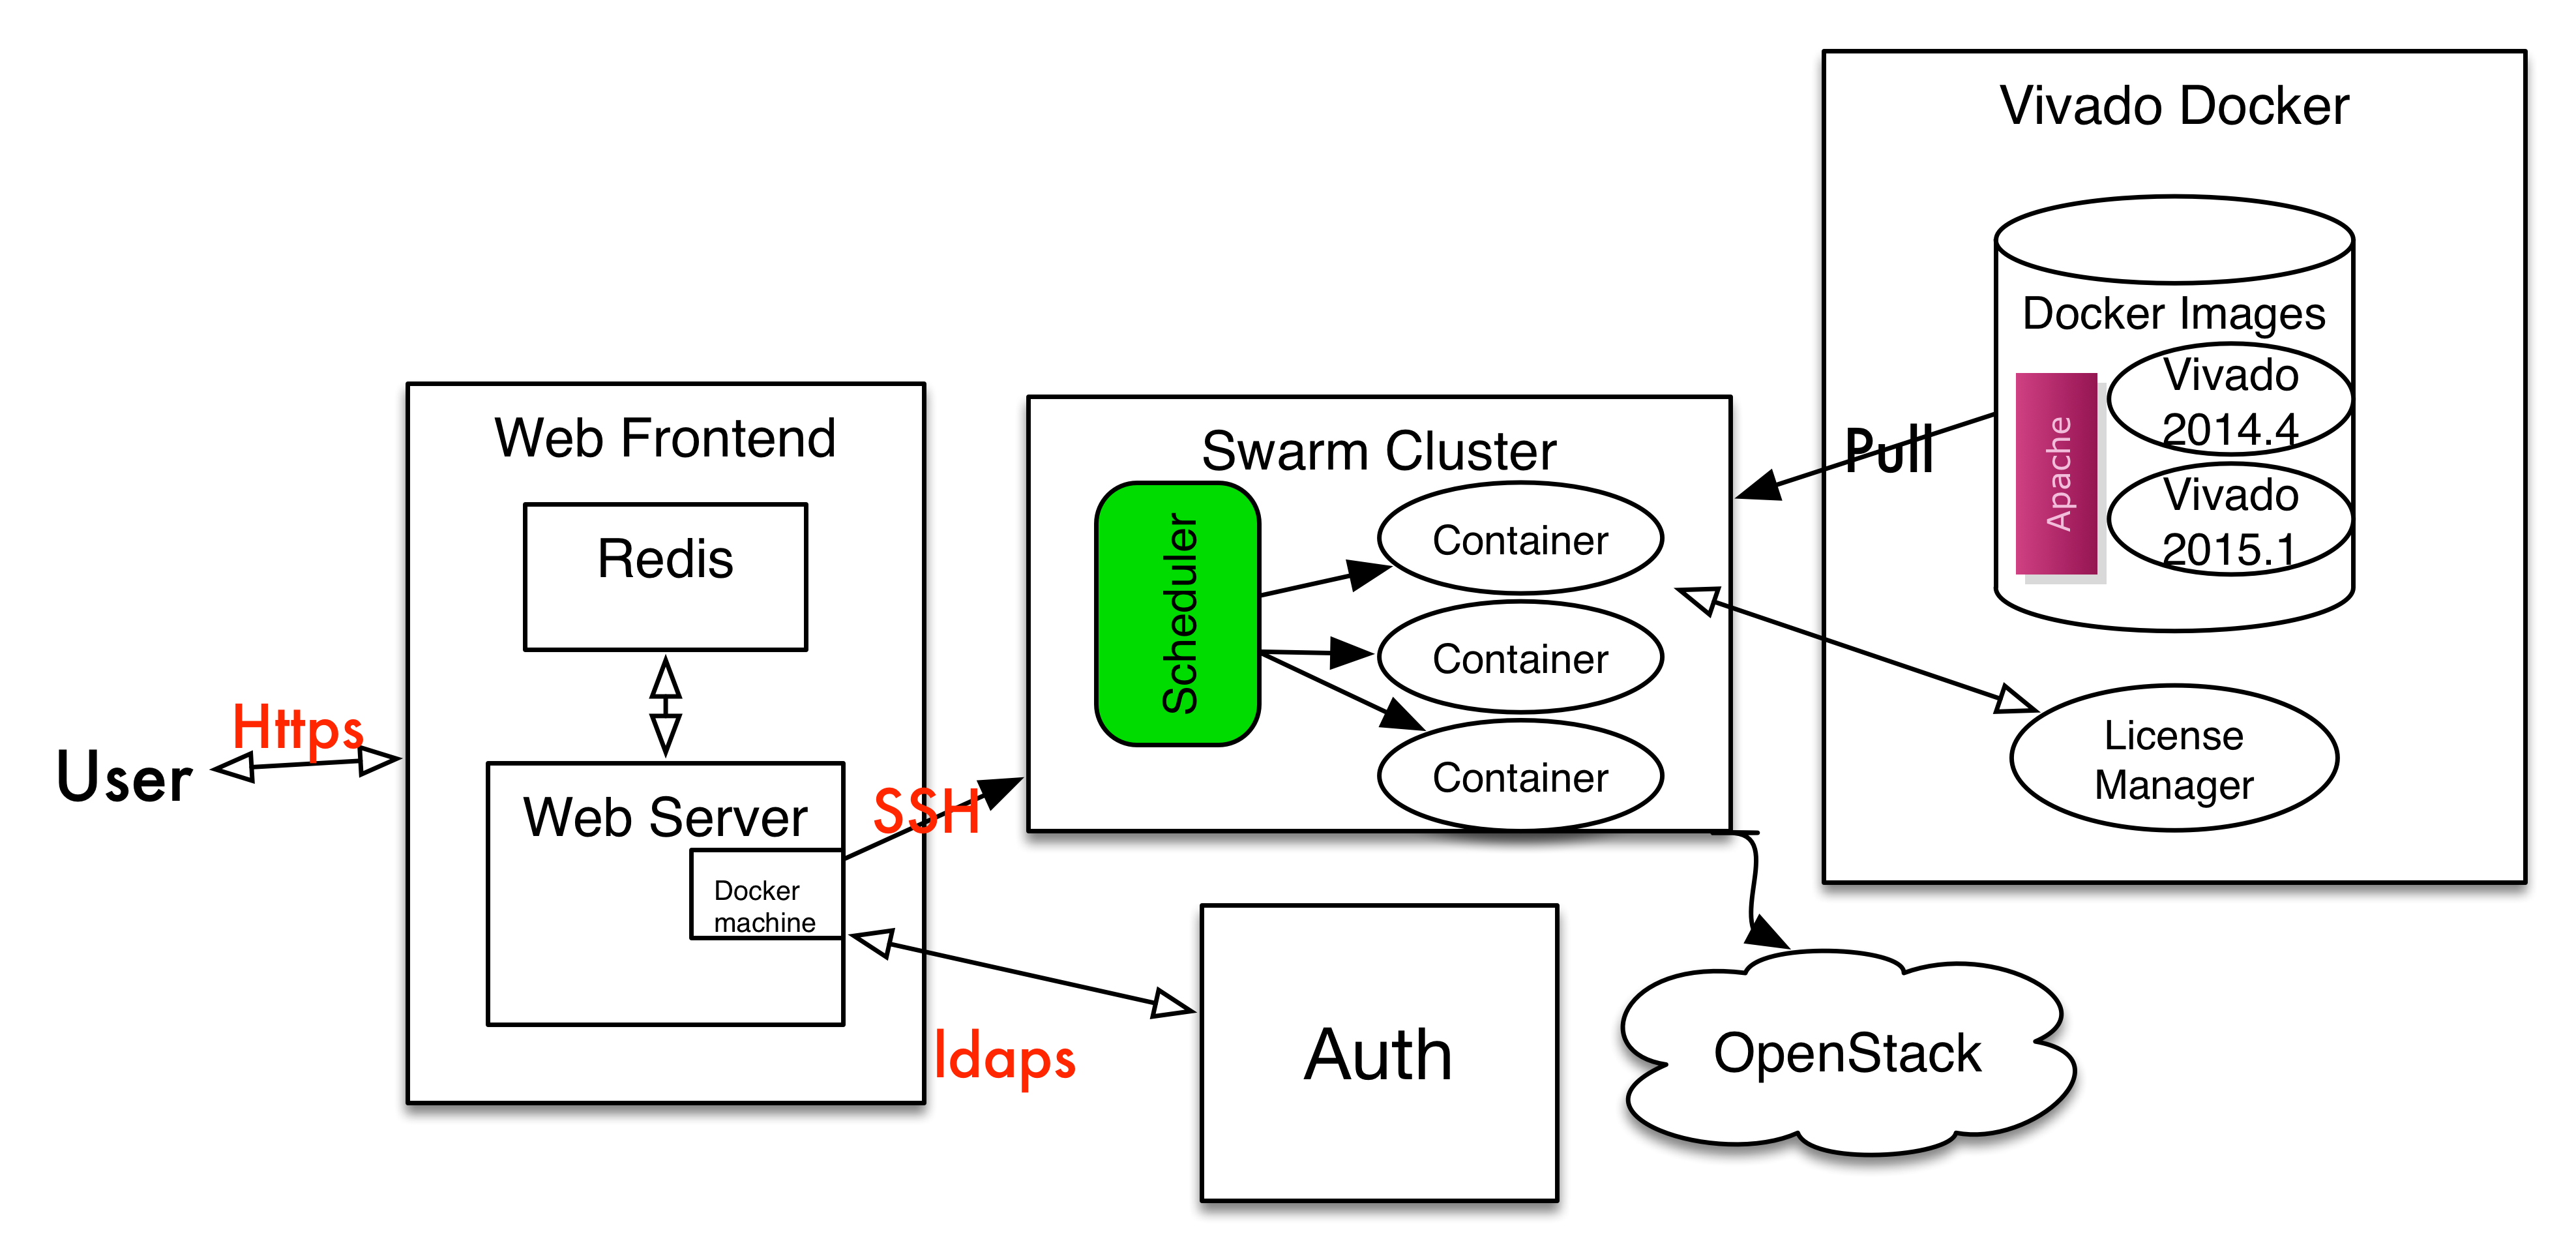 Vivado Docker
Docker Images
Vivado
2014.4
Apache
Vivado
2015.1
License
Manager
Pull
Web Frontend
Redis
Web Server
Docker
machine
Swarm Cluster
Scheduler
Container
Container
Container
User
Https
SSH
ldaps
Auth
OpenStack